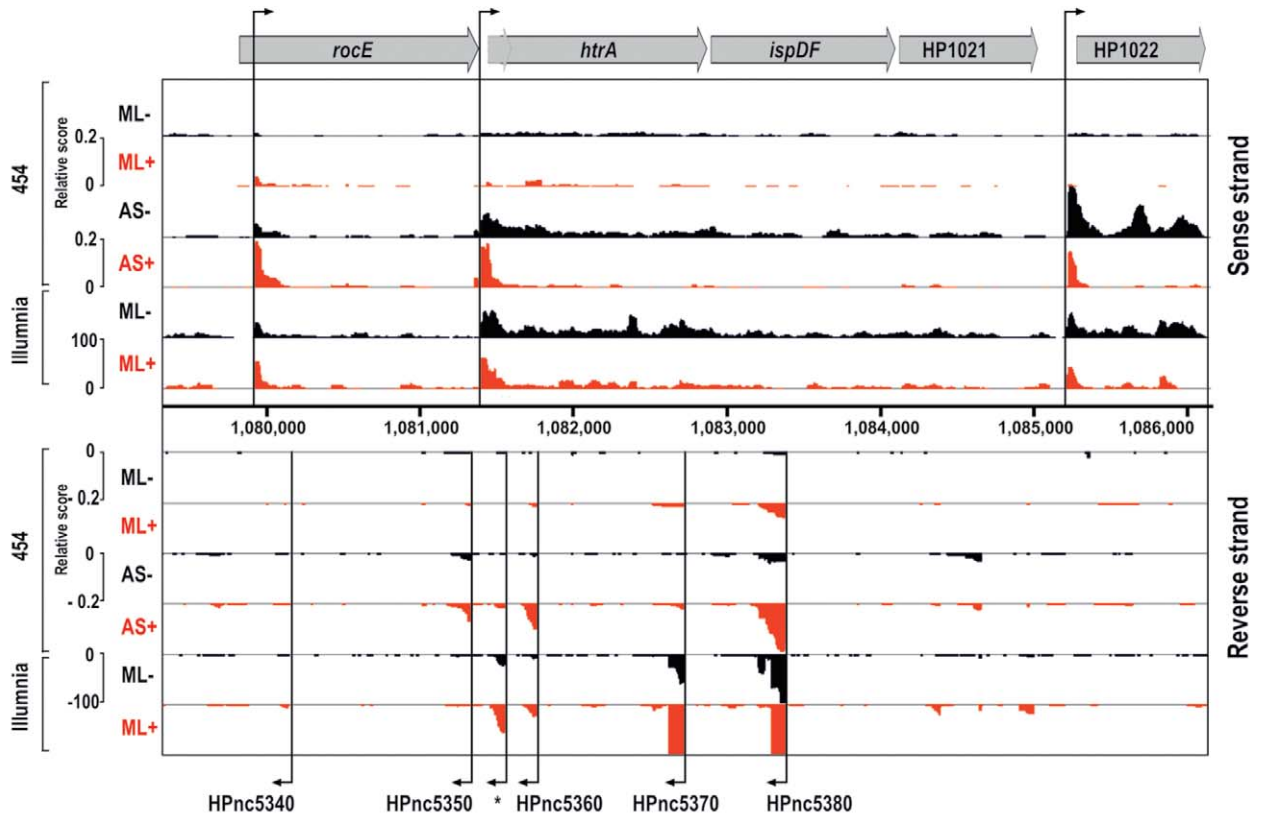 rocE htrA ispDF HP1021 HP1022
454
Relative score
ML-
0.2
ML+
0
AS-
0.2
AS+
0
Illumnia
ML-
100
ML+
0
Sense strand
1,080,000 1,081,000 1,082,000 1,083,000 1,084,000 1,085,000 1,086,000
454
Relative score
0
ML-
- 0.2
ML+
0
AS-
- 0.2
AS+
Illumnia
0
ML-
-100
ML+
Reverse strand
HPnc5340 HPnc5350 * HPnc5360 HPnc5370 HPnc5380